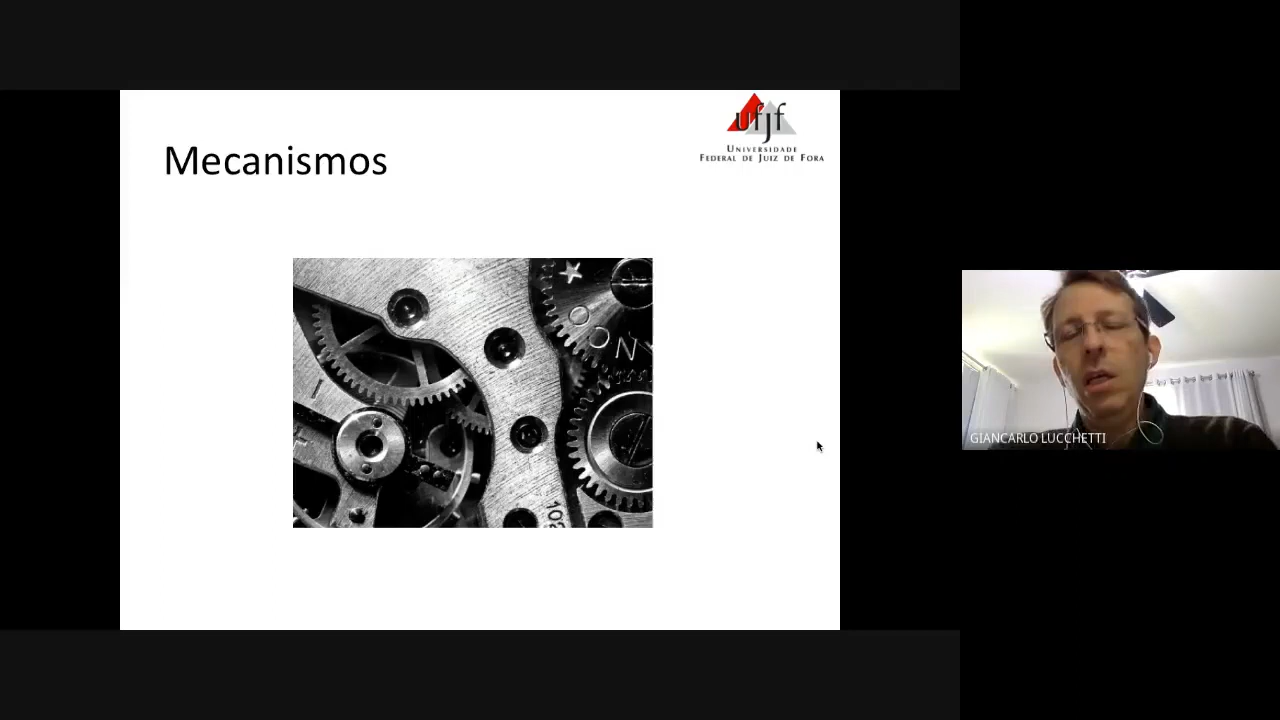 Mecanismos
ufjf
UNIVERSIDADE
FEDERAL DE JUIZ DE FORA
GIANCARLO LUCCHETTI